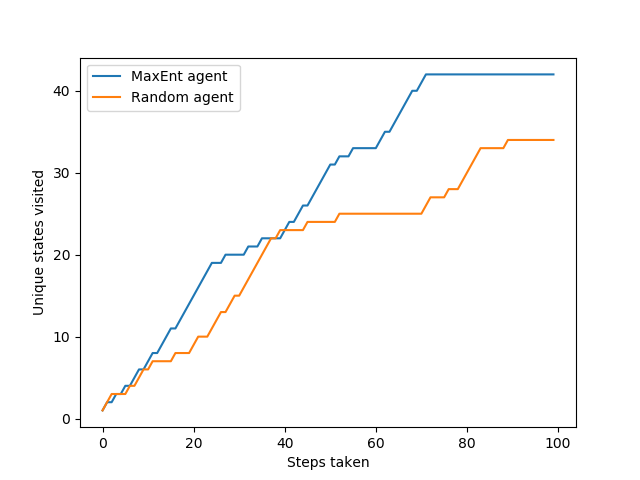 MaxEnt agent
Random agent
Unique states visited
40
30
20
10
0
0 20 40 60 80 100
Steps taken